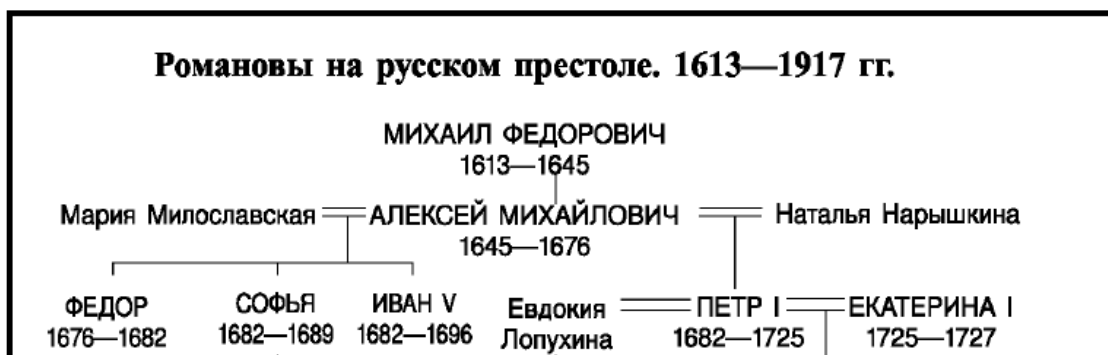 Романовы на русском престоле. 1613—1917 гг.
МИХАИЛ ФЕДОРОВИЧ
1613—1645
Мария Милославская АЛЕКСЕЙ МИХАЙЛОВИЧ Наталья Нарышкина
1645—1676
ФЕДОР СОФЬЯ ИВАН V Евдокия ПЕТР I ЕКАТЕРИНА I
1676—1682 1682—1689 1682—1696 Лопухина 1682—1725 1725—1727